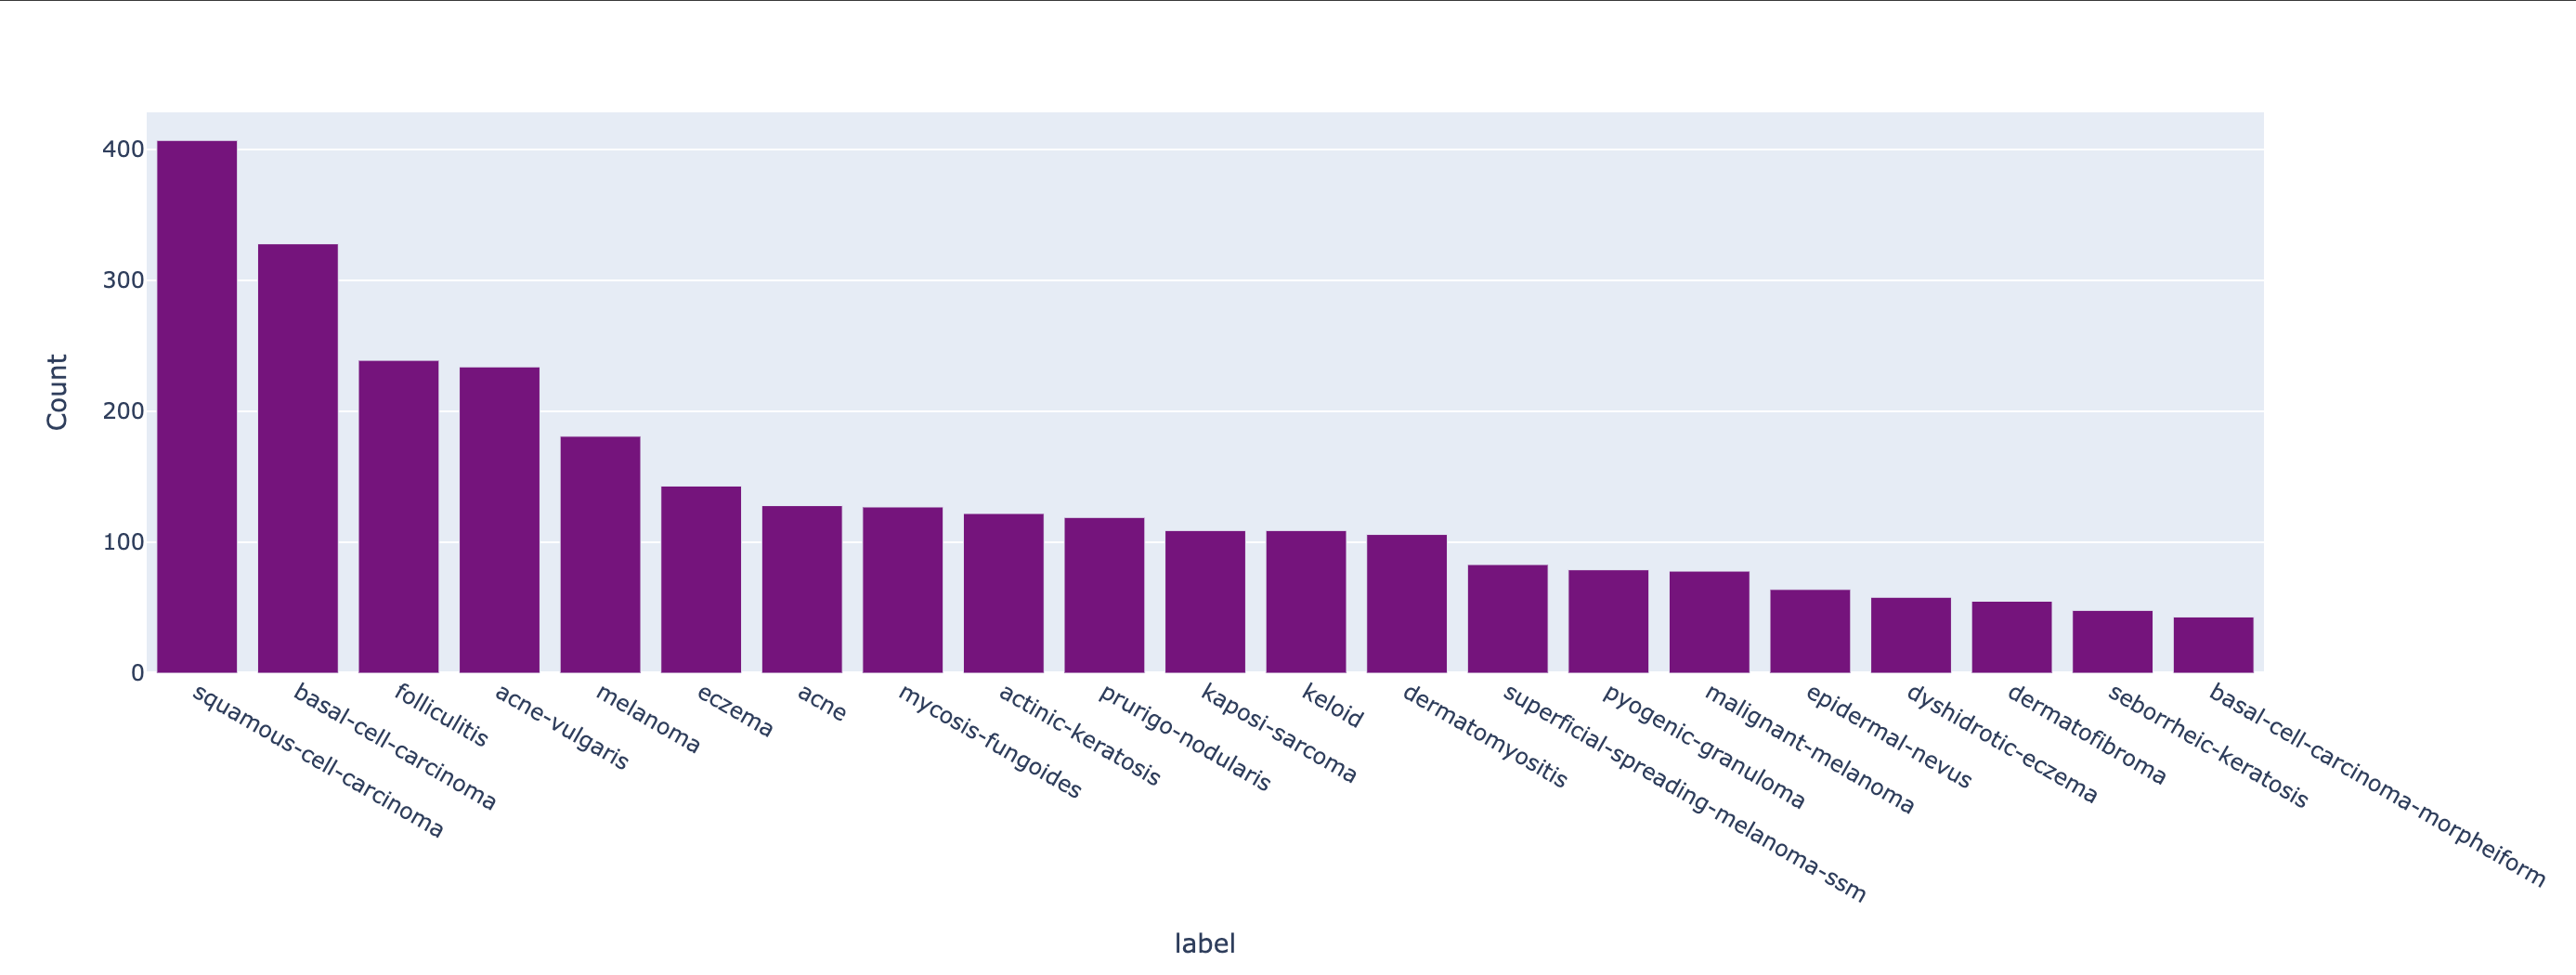 400
300
200
100
0
Count
squamous-cell-carcinoma
basal-cell-carcinoma
folliculitis
acne-vulgaris
melanoma
eczema
acne
mycosis-fungoides
actinic-keratosis
prurigo-nodularis
kaposi-sarcoma
keloid
dermatomyositis
superficial-spreading-melanoma-ssm
pyogenic-granuloma
malignant-melanoma
epidermal-nevus
dyshidrotic-eczema
dermatofibroma
seborrheic-keratosis
basal-cell-carcinoma-morpheiform
label